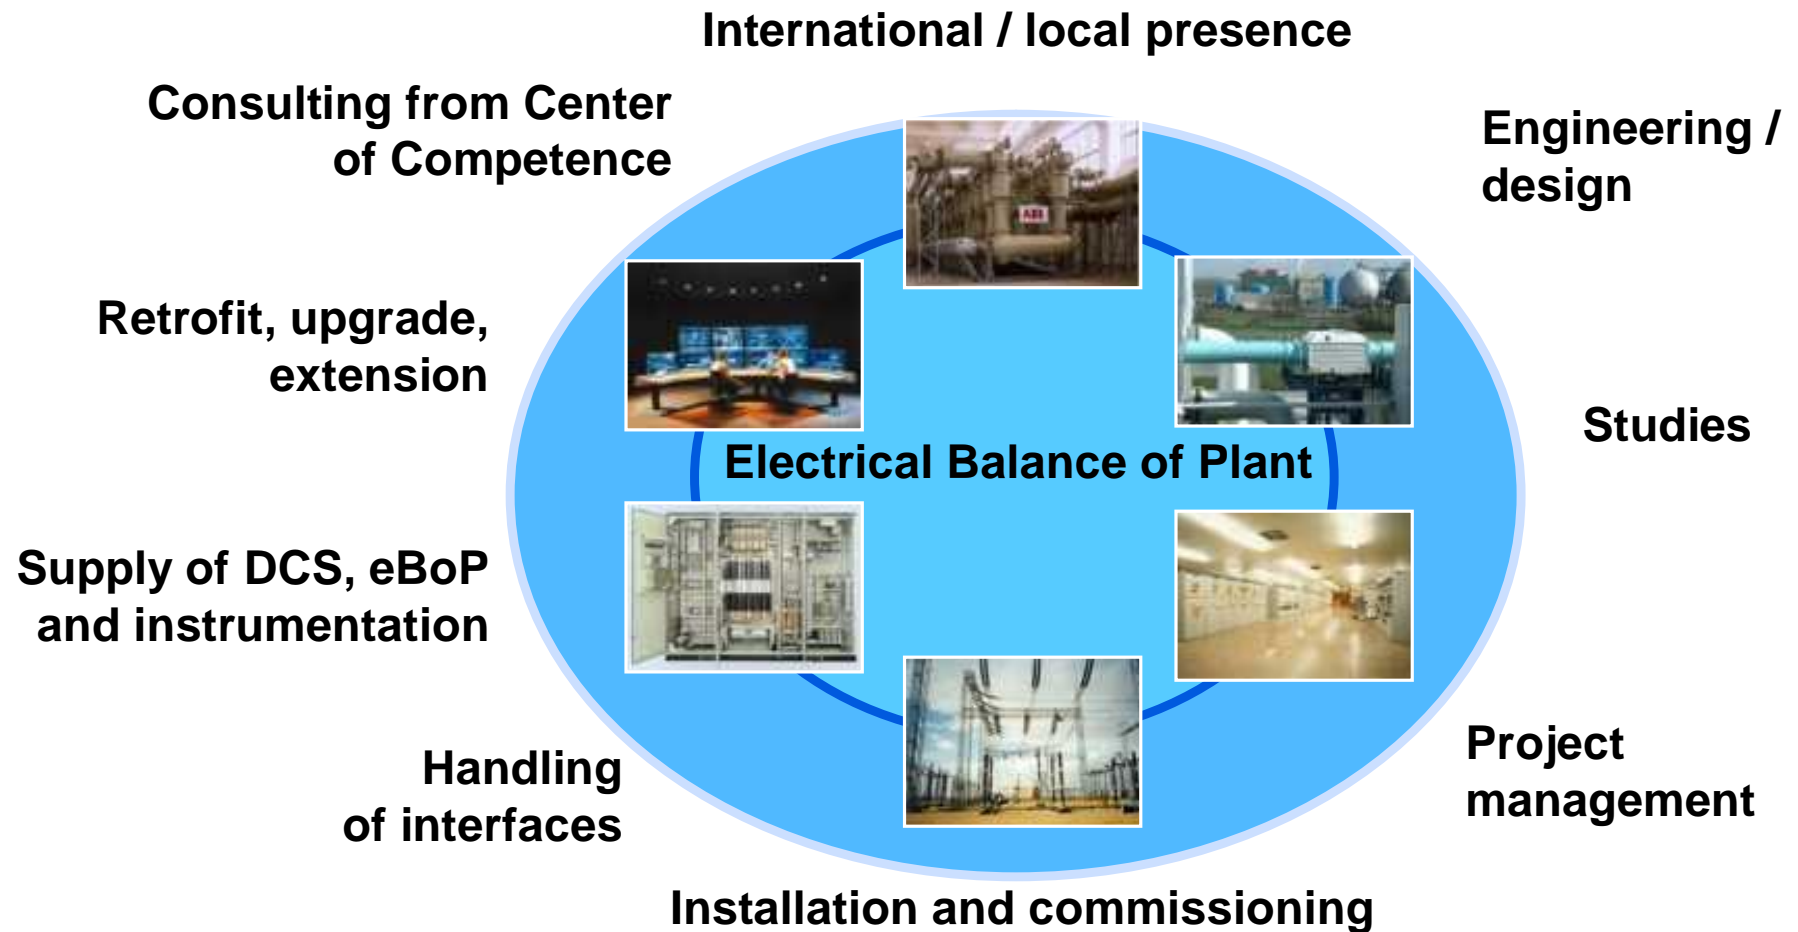 International / local presence
Consulting from Center
of Competence
Engineering /
design
ABB
Retrofit, upgrade,
extension
Studies
Electrical Balance of Plant
Supply of DCS, eBoP
and instrumentation
Project
management
Handling
of interfaces
Installation and commissioning